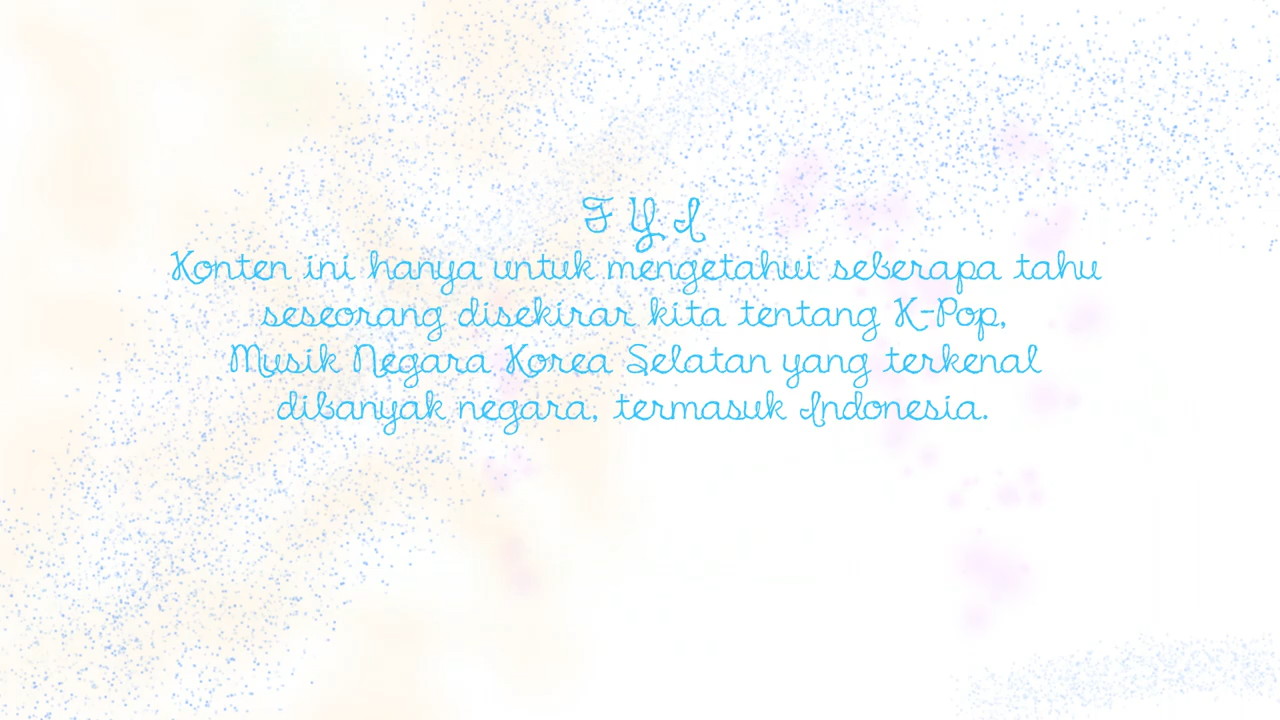 F Y I
Konten ini hanya untuk mengetahui seberapa tahu
seseorang disekirar kita tentang K-Pop,
Musik Negara Korea Selatan yang terkenal
dibanyak negara, termasuk Indonesia.